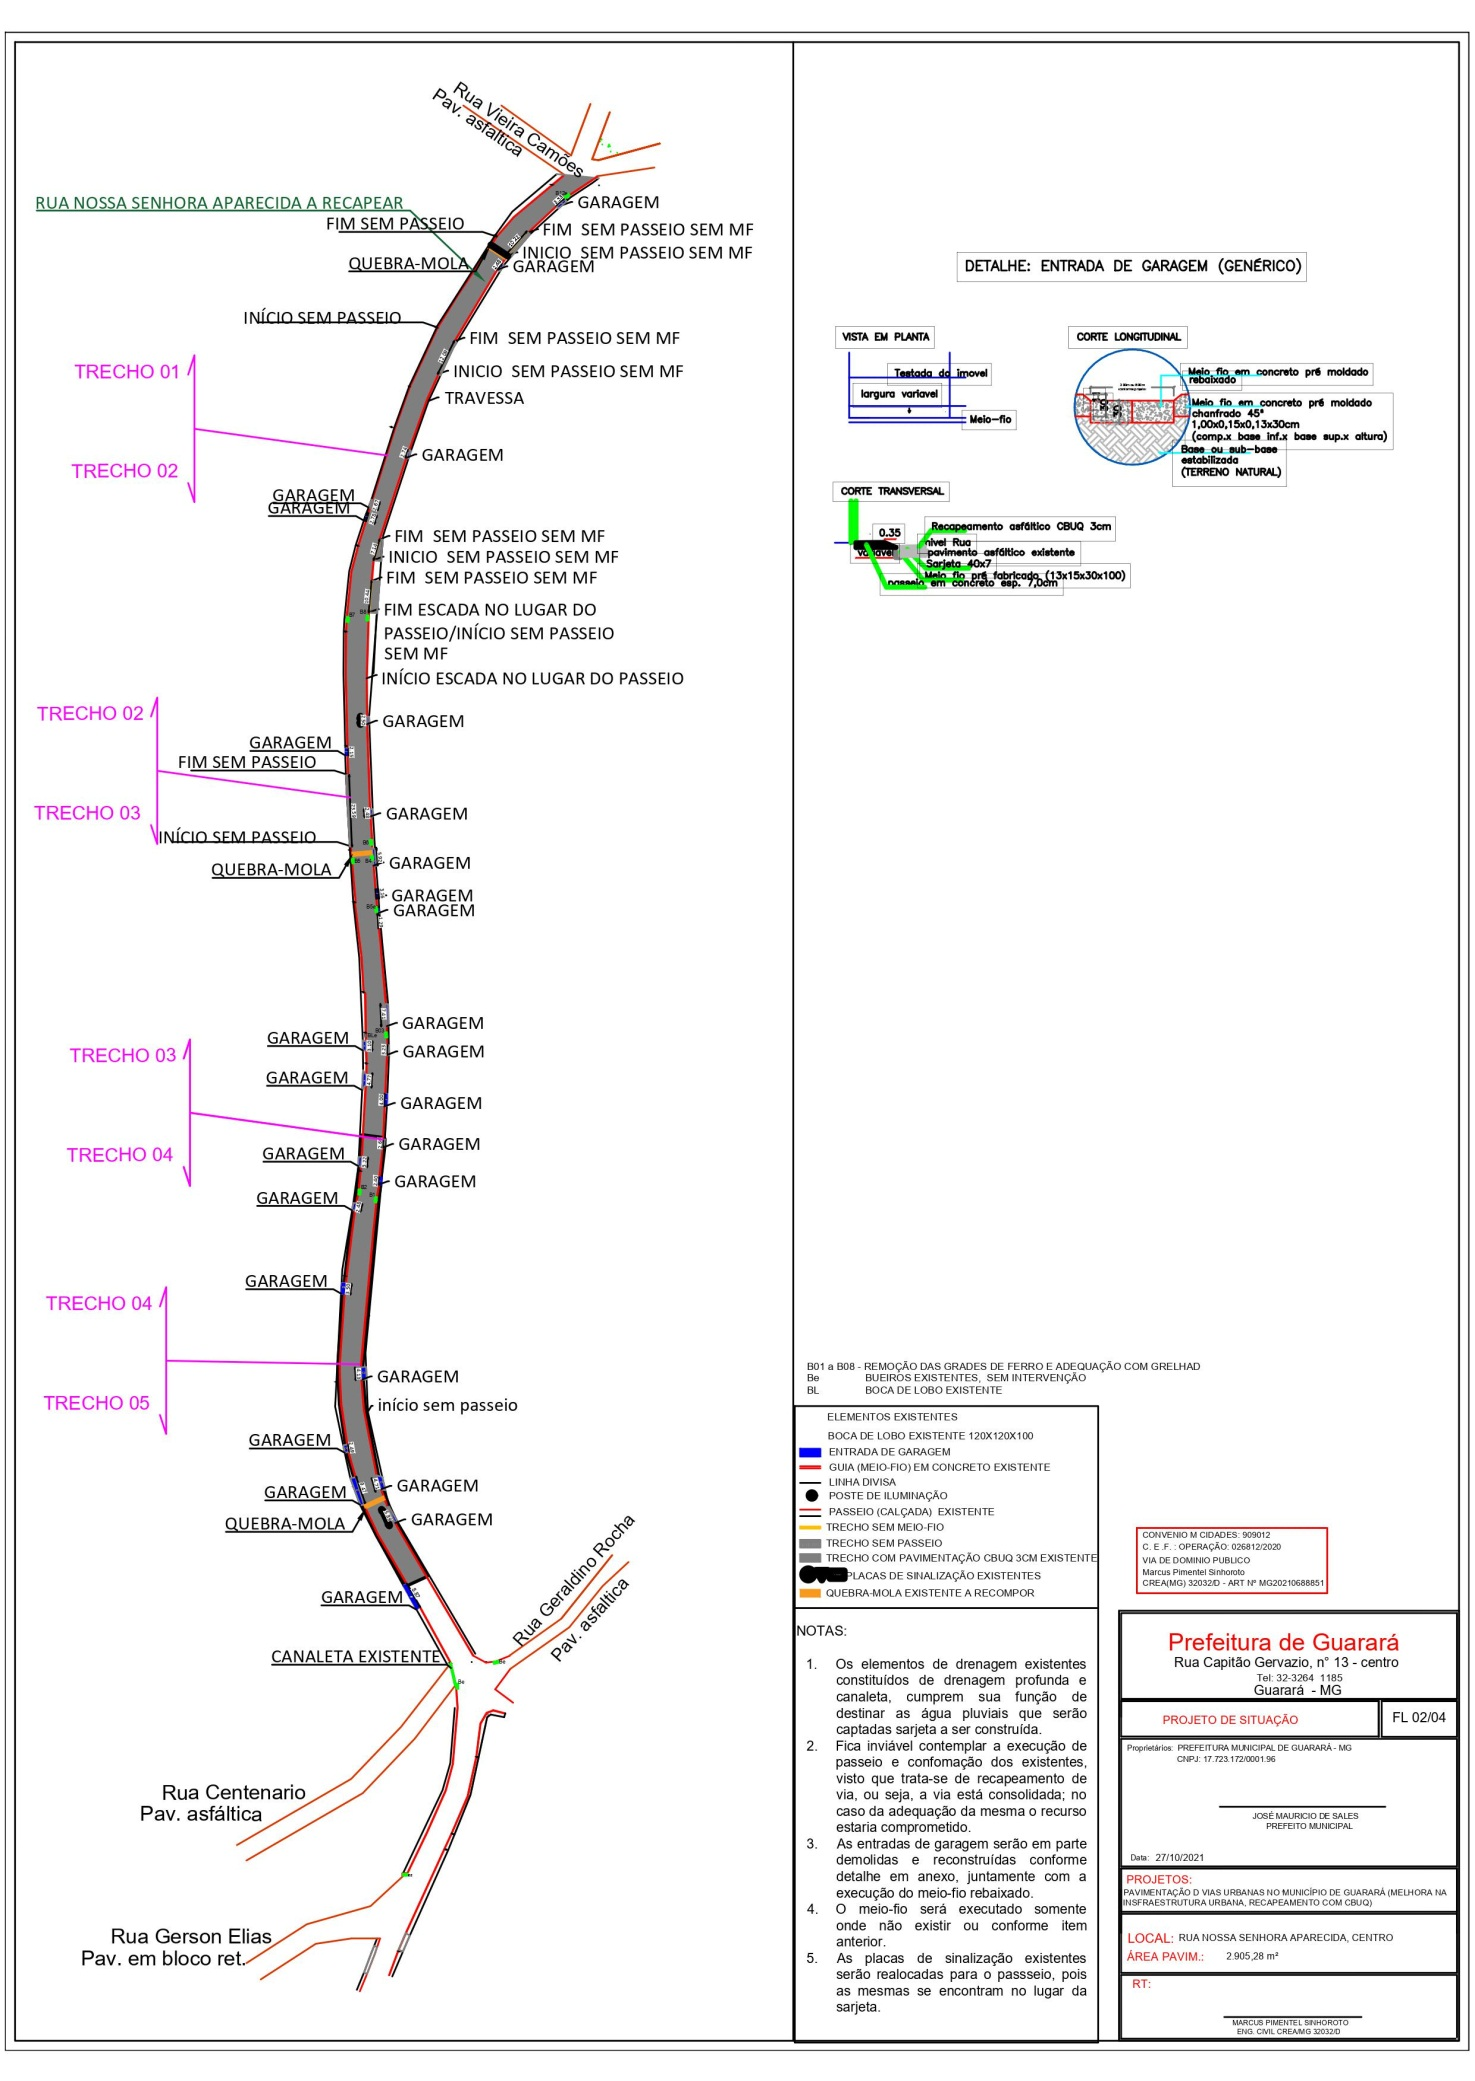 Rua Vieira Camões
Pav. asfáltica
RUA NOSSA SENHORA APARECIDA A RECAPEAR
GARAGEM
FIM SEM PASSEIO
FIM  SEM PASSEIO SEM MF
INICIO  SEM PASSEIO SEM MF
QUEBRA-MOLA
GARAGEM
INÍCIO SEM PASSEIO
FIM  SEM PASSEIO SEM MF
TRECHO 01
INICIO  SEM PASSEIO SEM MF
TRAVESSA
GARAGEM
TRECHO 02
GARAGEM
GARAGEM
FIM  SEM PASSEIO SEM MF
INICIO  SEM PASSEIO SEM MF
FIM  SEM PASSEIO SEM MF
FIM ESCADA NO LUGAR DO
PASSEIO/INÍCIO SEM PASSEIO
SEM MF
INÍCIO ESCADA NO LUGAR DO PASSEIO
TRECHO 02
GARAGEM
GARAGEM
FIM SEM PASSEIO
TRECHO 03
GARAGEM
INÍCIO SEM PASSEIO
QUEBRA-MOLA
GARAGEM
GARAGEM
GARAGEM
GARAGEM
GARAGEM
TRECHO 03
GARAGEM
GARAGEM
GARAGEM
GARAGEM
TRECHO 04
GARAGEM
GARAGEM
GARAGEM
GARAGEM
TRECHO 04
GARAGEM
TRECHO 05
início sem passeio
GARAGEM
GARAGEM
GARAGEM
QUEBRA-MOLA
GARAGEM
GARAGEM
Rua Geraldino Rocha
Pav. asfaltica
CANALETA EXISTENTE
Rua Centenario
Pav. asfáltica
Rua Gerson Elias
Pav. em bloco ret.
DETALHE: ENTRADA DE GARAGEM (GENÉRICO)
VISTA EM PLANTA
Testada do imovel
largura variavel
Meio-fio
CORTE LONGITUDINAL
Meio fio em concreto pré moldado
rebaixado
Meio fio em concreto pré moldado
chanfrado 45°
1,00x0,15x0,13x30cm
(comp.x base inf.x base sup.x altura)
Base ou sub-base
estabilizada
(TERRENO NATURAL)
CORTE TRANSVERSAL
0.35
Recapeamento asfáltico CBUQ 3cm
nivel Rua
pavimento asfáltico existente
Sarjeta 40x7
Meio fio pré fabricado (13x15x30x100)
passeio em concreto esp. 7,0cm
B01 a B08 - REMOÇÃO DAS GRADES DE FERRO E ADEQUAÇÃO COM GRELHAD
Be BUEIROS EXISTENTES, SEM INTERVENÇÃO
BL BOCA DE LOBO EXISTENTE
ELEMENTOS EXISTENTES
BOCA DE LOBO EXISTENTE 120X120X100
ENTRADA DE GARAGEM
GUIA (MEIO-FIO) EM CONCRETO EXISTENTE
LINHA DIVISA
POSTE DE ILUMINAÇÃO
PASSEIO (CALÇADA) EXISTENTE
TRECHO SEM MEIO-FIO
TRECHO SEM PASSEIO
TRECHO COM PAVIMENTAÇÃO CBUQ 3CM EXISTENTE
PLACAS DE SINALIZAÇÃO EXISTENTES
QUEBRA-MOLA EXISTENTE A RECOMPOR
NOTAS:
1. Os elementos de drenagem existentes
constituídos de drenagem profunda e
canaleta, cumprem sua função de
destinar as água pluviais que serão
captadas sarjeta a ser construída.
2. Fica inviável contemplar a execução de
passeio e confomação dos existentes,
visto que trata-se de recapeamento de
via, ou seja, a via está consolidada; no
caso da adequação da mesma o recurso
estaria comprometido.
3. As entradas de garagem serão em parte
demolidas e reconstruídas conforme
detalhe em anexo, juntamente com a
execução do meio-fio rebaixado.
4. O meio-fio será executado somente
onde não existir ou conforme item
anterior.
5. As placas de sinalização existentes
serão realocadas para o passseio, pois
as mesmas se encontram no lugar da
sarjeta.
CONVENIO M CIDADES: 909012
C. E .F. : OPERAÇÃO: 026812/2020
VIA DE DOMINIO PUBLICO
Marcus Pimentel Sinhoroto
CREA(MG) 32032/D - ART Nº MG20210688851
Prefeitura de Guarará
Rua Capitão Gervazio, n° 13 - centro
Tel: 32-3264 1185
Guarará - MG
PROJETO DE SITUAÇÃO
FL 02/04
Proprietários: PREFEITURA MUNICIPAL DE GUARARÁ - MG
CNPJ: 17.723.172/0001.96
JOSÉ MAURICIO DE SALES
PREFEITO MUNICIPAL
Data: 27/10/2021
PROJETOS:
PAVIMENTAÇÃO D VIAS URBANAS NO MUNICÍPIO DE GUARARÁ (MELHORA NA
INSFRAESTRUTURA URBANA, RECAPEAMENTO COM CBUQ)
LOCAL: RUA NOSSA SENHORA APARECIDA, CENTRO
ÁREA PAVIM.: 2.905,28 m²
RT:
MARCUS PIMENTEL SINHOROTO
ENG. CIVIL CREA/MG 32032/D